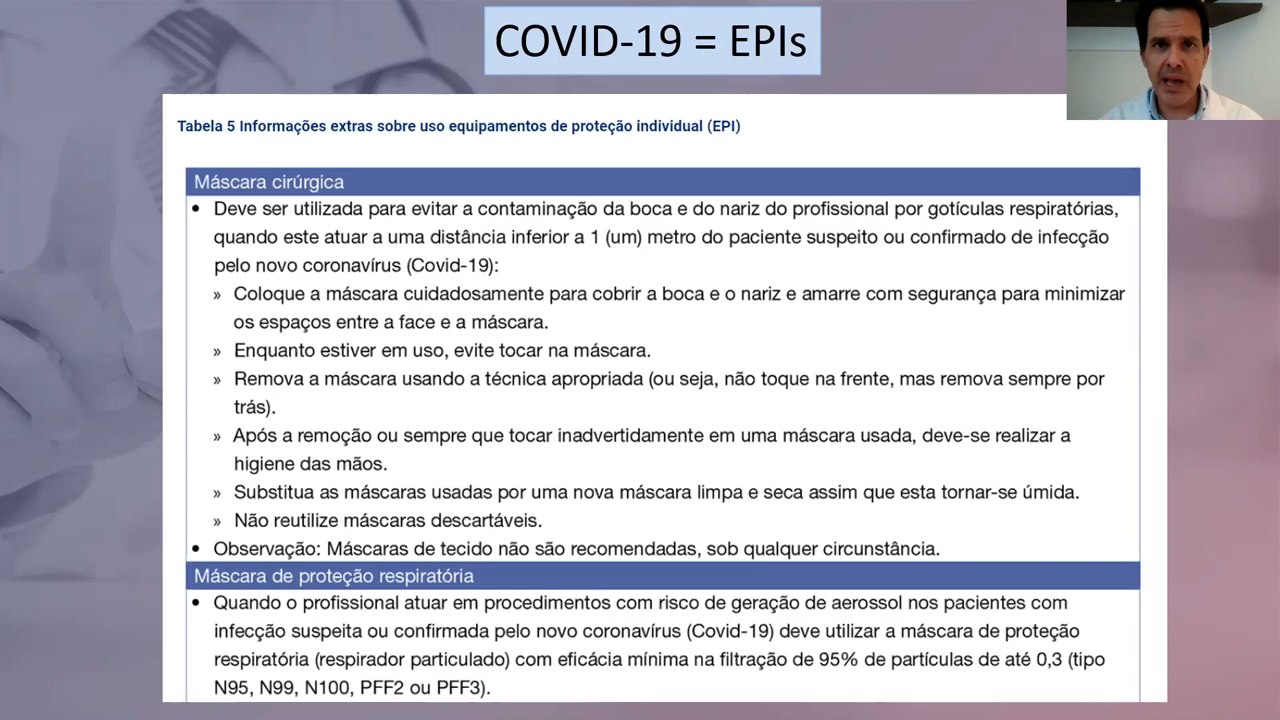 COVID-19 = EPIs
Tabela 5 Informações extras sobre uso equipamentos de proteção individual (EPI)
Máscara cirúrgica
• Deve ser utilizada para evitar a contaminação da boca e do nariz do profissional por gotículas respiratórias,
quando este atuar a uma distância inferior a 1 (um) metro do paciente suspeito ou confirmado de infecção
pelo novo coronavírus (Covid-19):
» Coloque a máscara cuidadosamente para cobrir a boca e o nariz e amarre com segurança para minimizar
os espaços entre a face e a máscara.
» Enquanto estiver em uso, evite tocar na máscara.
» Remova a máscara usando a técnica apropriada (ou seja, não toque na frente, mas remova sempre por
trás).
» Após a remoção ou sempre que tocar inadvertidamente em uma máscara usada, deve-se realizar a
higiene das mãos.
» Substitua as máscaras usadas por uma nova máscara limpa e seca assim que esta tornar-se úmida.
» Não reutilize máscaras descartáveis.
• Observação: Máscaras de tecido não são recomendadas, sob qualquer circunstância.
Máscara de proteção respiratória
• Quando o profissional atuar em procedimentos com risco de geração de aerossol nos pacientes com
infecção suspeita ou confirmada pelo novo coronavírus (Covid-19) deve utilizar a máscara de proteção
respiratória (respirador particulado) com eficácia mínima na filtração de 95% de partículas de até 0,3 (tipo
N95, N99, N100, PFF2 ou PFF3).